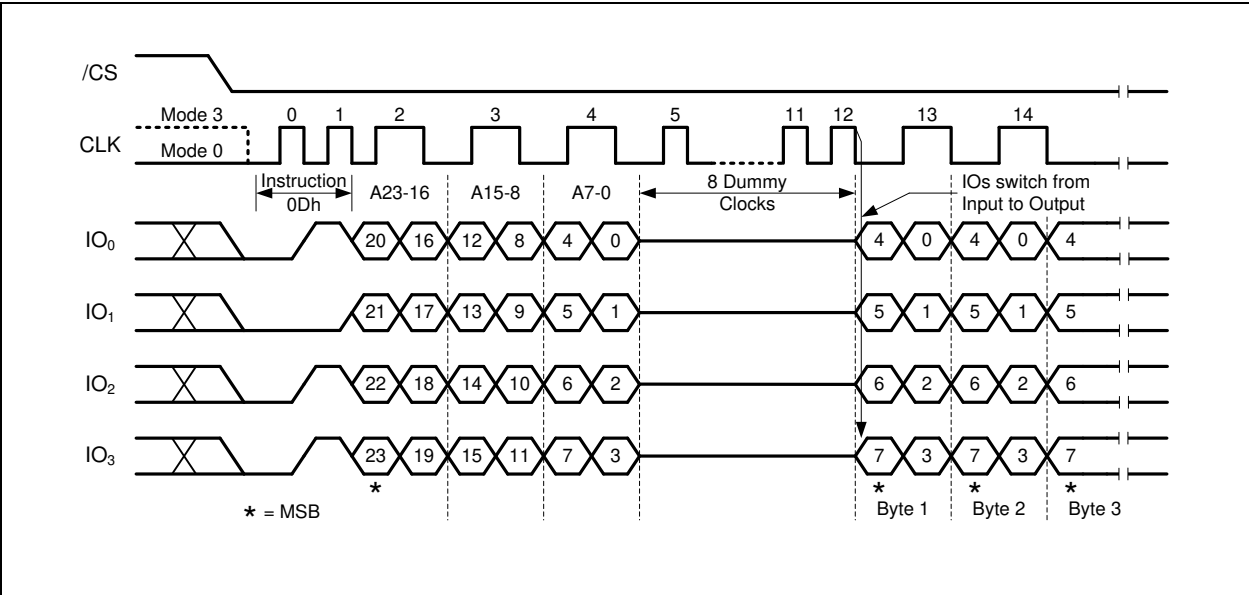 /CS
Mode 3 0 1 2 3 4 5 11 12 13 14
CLK
Mode 0
Instruction
0Dh
A23-16 A15-8 A7-0
8 Dummy
Clocks
IOs switch from
Input to Output
IO₀ 20 16 12 8 4 0 4 0 4 0 4
IO₁ 21 17 13 9 5 1 5 1 5 1 5
IO₂ 22 18 14 10 6 2 6 2 6 2 6
IO₃ 23 19 15 11 7 3 7 3 7 3 7
* * * *
* = MSB
Byte 1 Byte 2 Byte 3